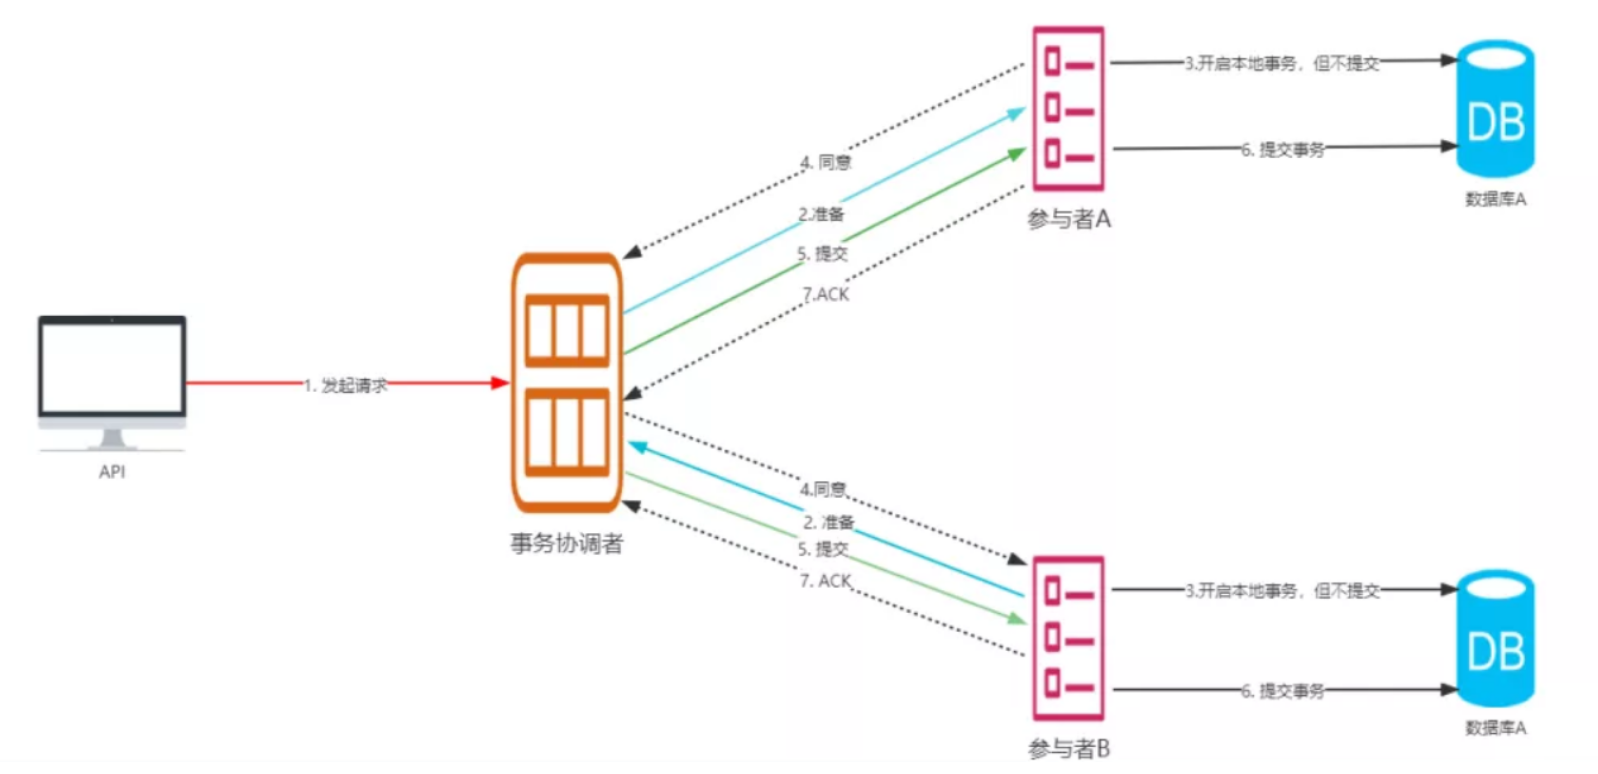 3.开启本地事务，但不提交
DB
4. 同意
6. 提交事务
数据库A
2.准备
参与者A
5. 提交
7.ACK
1. 发起请求
API
4.同意
2. 准备
事务协调者
5. 提交
7. ACK
3.开启本地事务，但不提交
DB
6. 提交事务
数据库A
参与者B